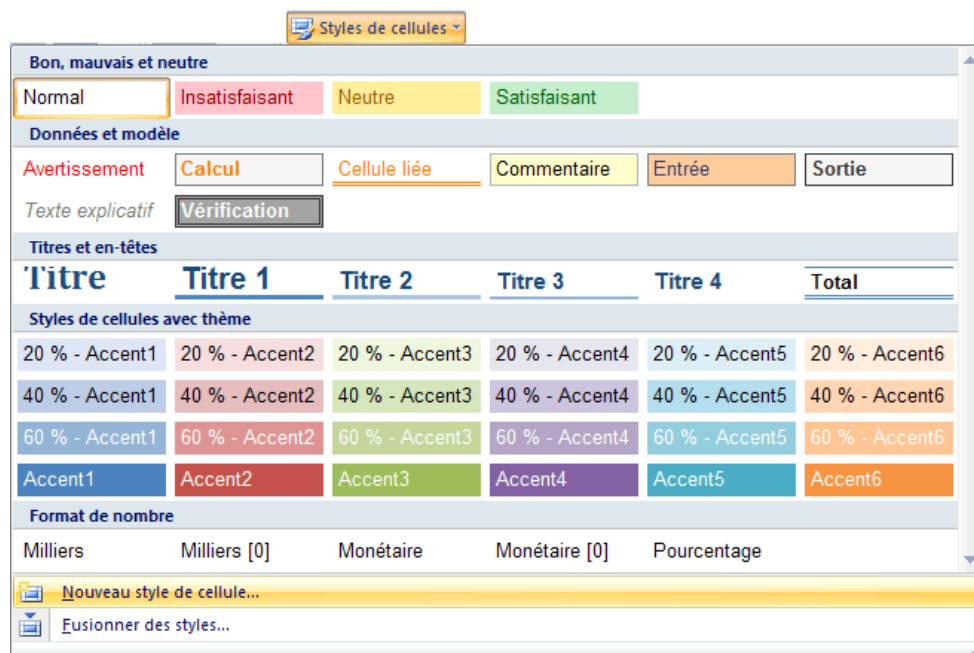 Styles de cellules
Bon, mauvais et neutre
Normal Insatisfaisant Neutre Satisfaisant
Données et modèle
Avertissement Calcul Cellule liée Commentaire Entrée Sortie
Texte explicatif Vérification
Titres et en-têtes
Titre Titre 1 Titre 2 Titre 3 Titre 4 Total
Styles de cellules avec thème
20 % - Accent1 20 % - Accent2 20 % - Accent3 20 % - Accent4 20 % - Accent5 20 % - Accent6
40 % - Accent1 40 % - Accent2 40 % - Accent3 40 % - Accent4 40 % - Accent5 40 % - Accent6
60 % - Accent1 60 % - Accent2 60 % - Accent3 60 % - Accent4 60 % - Accent5 60 % - Accent6
Accent1 Accent2 Accent3 Accent4 Accent5 Accent6
Format de nombre
Milliers Milliers [0] Monétaire Monétaire [0] Pourcentage
Nouveau style de cellule...
Fusionner des styles...